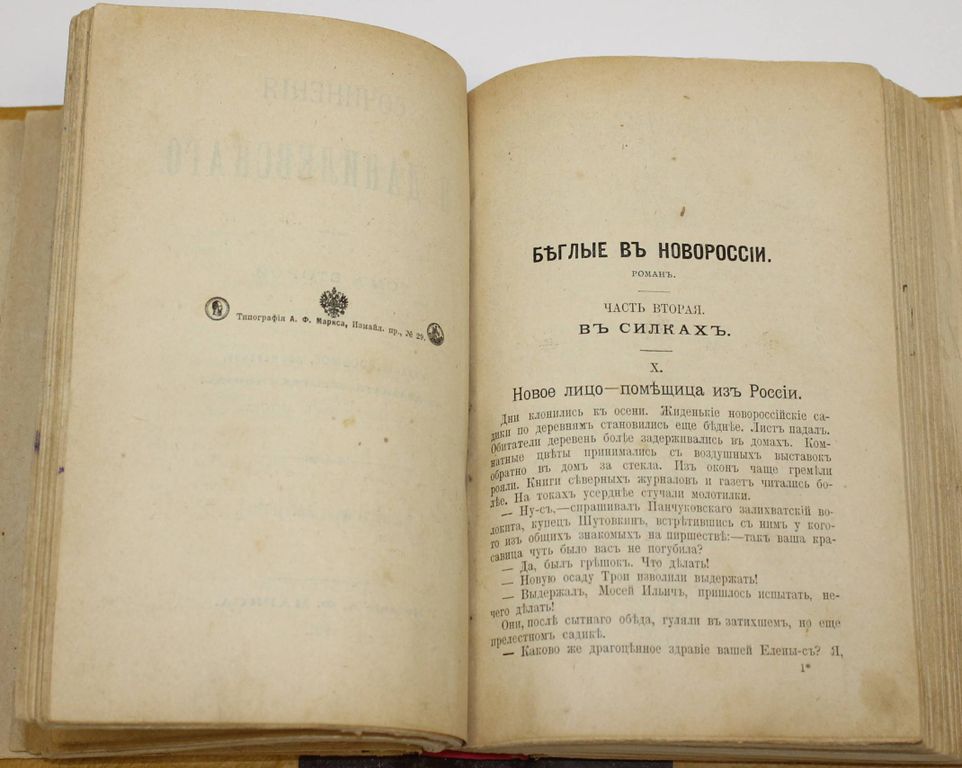 Типографія А. Ф. Маркса, Измайл. пр., № 29.
БѢГЛЫЕ ВЪ НОВОРОССІИ.
РОМАНЪ.
ЧАСТЬ ВТОРАЯ.
ВЪ СИЛКАХЪ.
X.
Новое лицо—помѣщица изъ Россіи.
Дни клонились къ осени. Жиденькіе новороссійскіе са-
дики по деревнямъ становились еще бѣднѣе. Листъ падалъ.
Обитатели деревень болѣе задерживались въ домахъ. Ком-
натные цвѣты принимались съ воздушныхъ выставокъ
обратно въ домъ за стекла. Изъ оконъ чаще гремѣли
рояли. Книги сѣверныхъ журналовъ и газетъ читались бо-
лѣе. На токахъ усерднѣе стучали молотилки.
— Ну-съ,—спрашивалъ Панчуковскаго залихватскій во-
локита, купецъ Шутовкинъ, встрѣтившись съ нимъ у кого-
то изъ общихъ знакомыхъ на пиршествѣ:—такъ ваша кра-
савица чуть было васъ не погубила?
— Да, былъ грѣшокъ. Что дѣлать!
— Новую осаду Трои изволили выдержать!
— Выдержалъ, Мосей Ильичъ, пришлось испытать, не-
чего дѣлать!
Они, послѣ сытнаго обѣда, гуляли въ затихшемъ, но еще
прелестномъ садикѣ.
— Каково же драгоцѣнное здравіе вашей Елены-съ? Я,
1*